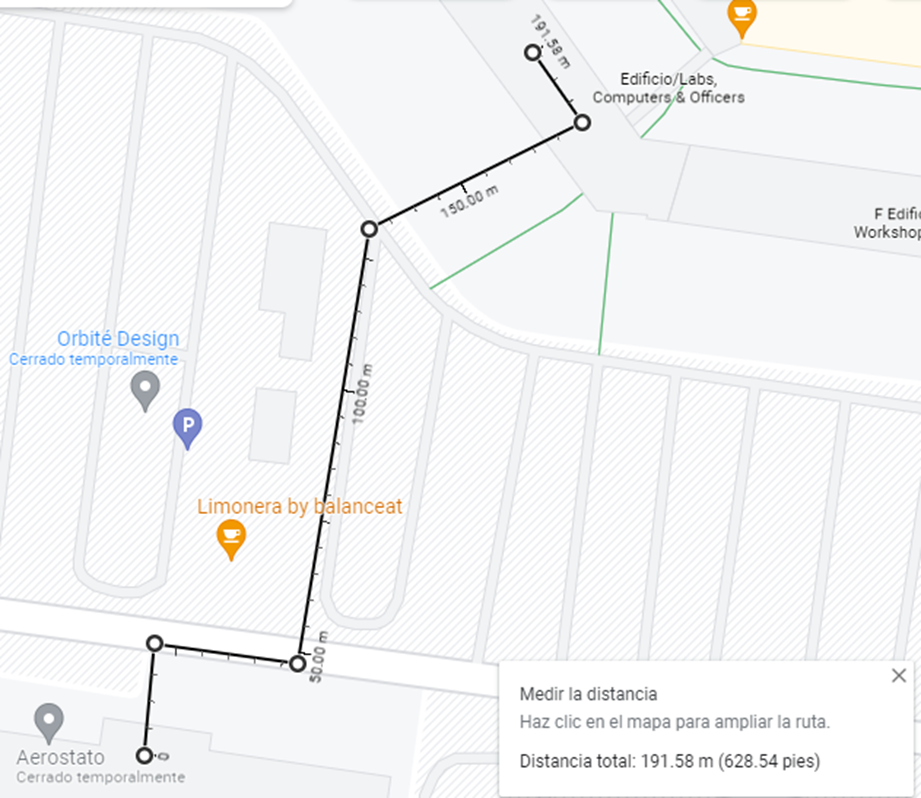 191.58 m
Edificio/Labs,
Computers & Officers
150.00 m
F Edifi
Workshop
Orbité Design
Cerrado temporalmente
100.00 m
P
Limonera by balanceat
50.00 m
Aerostato
Cerrado temporalmente
0
Medir la distancia
Haz clic en el mapa para ampliar la ruta.
Distancia total: 191.58 m (628.54 pies)